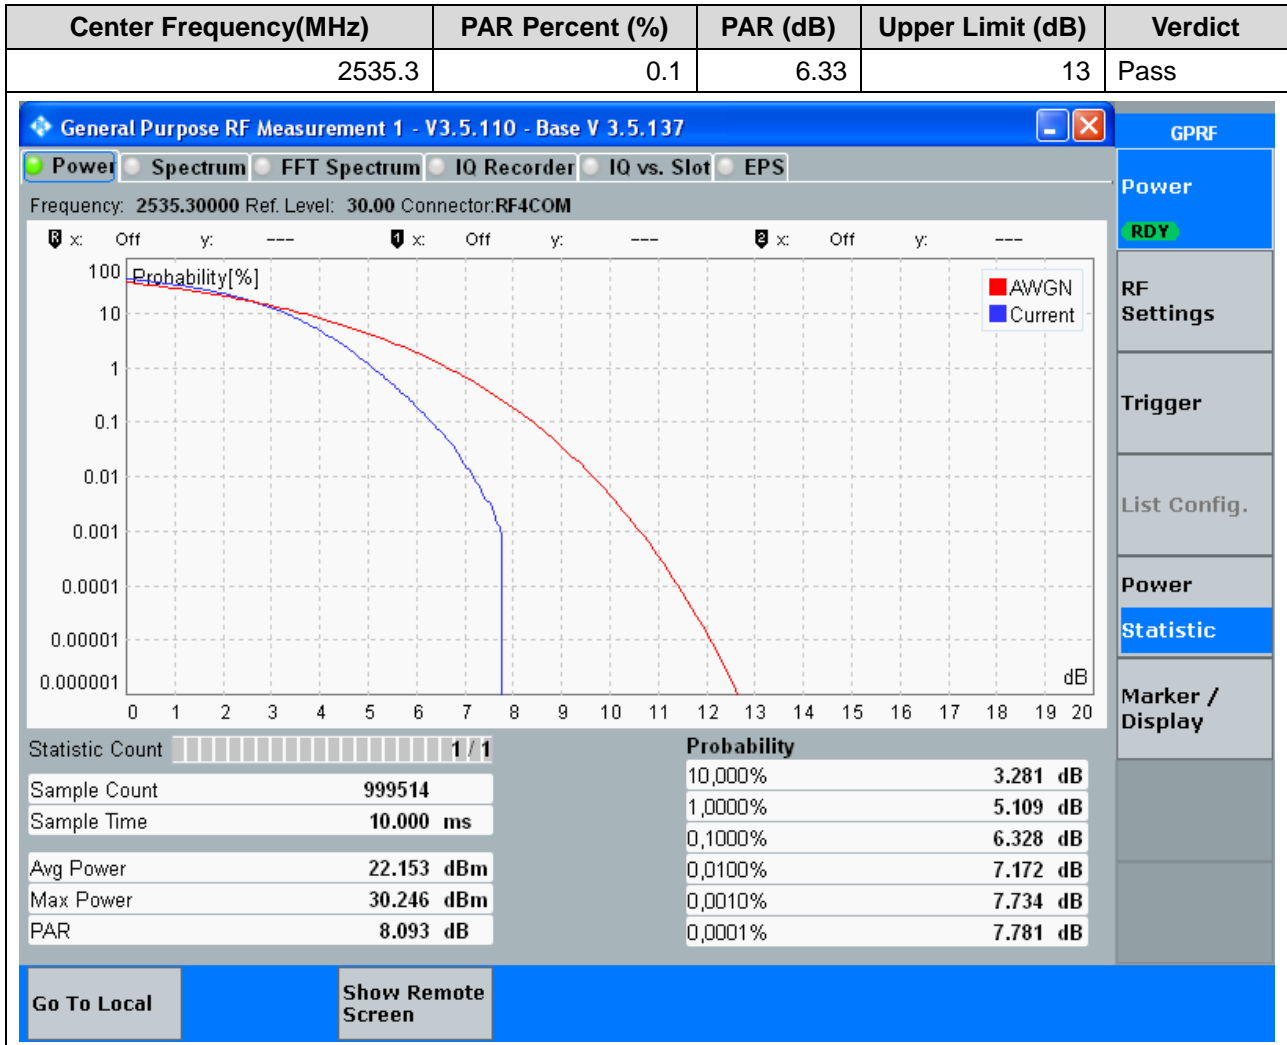 Center Frequency(MHz) PAR Percent (%) PAR (dB) Upper Limit (dB) Verdict
2535.3 0.1 6.33 13 Pass
General Purpose RF Measurement 1 - V3.5.110 - Base V 3.5.137
GPRF
Power Spectrum FFT Spectrum IQ Recorder IQ vs. Slot EPS
Frequency: 2535.30000 Ref. Level: 30.00 Connector:RF4COM
R x: Off y: --- 1 x: Off y: --- 2 x: Off y: ---
Probability[%]
AWGN
Current
100
10
1
0.1
0.01
0.001
0.0001
0.00001
0.000001
dB
0 1 2 3 4 5 6 7 8 9 10 11 12 13 14 15 16 17 18 19 20
Statistic Count 1 / 1
Sample Count 999514
Sample Time 10.000 ms
Avg Power 22.153 dBm
Max Power 30.246 dBm
PAR 8.093 dB
Probability
10,000% 3.281 dB
1,0000% 5.109 dB
0,1000% 6.328 dB
0,0100% 7.172 dB
0,0010% 7.734 dB
0,0001% 7.781 dB
Power
RDY
RF
Settings
Trigger
List Config.
Power
Statistic
Marker /
Display
Go To Local
Show Remote
Screen